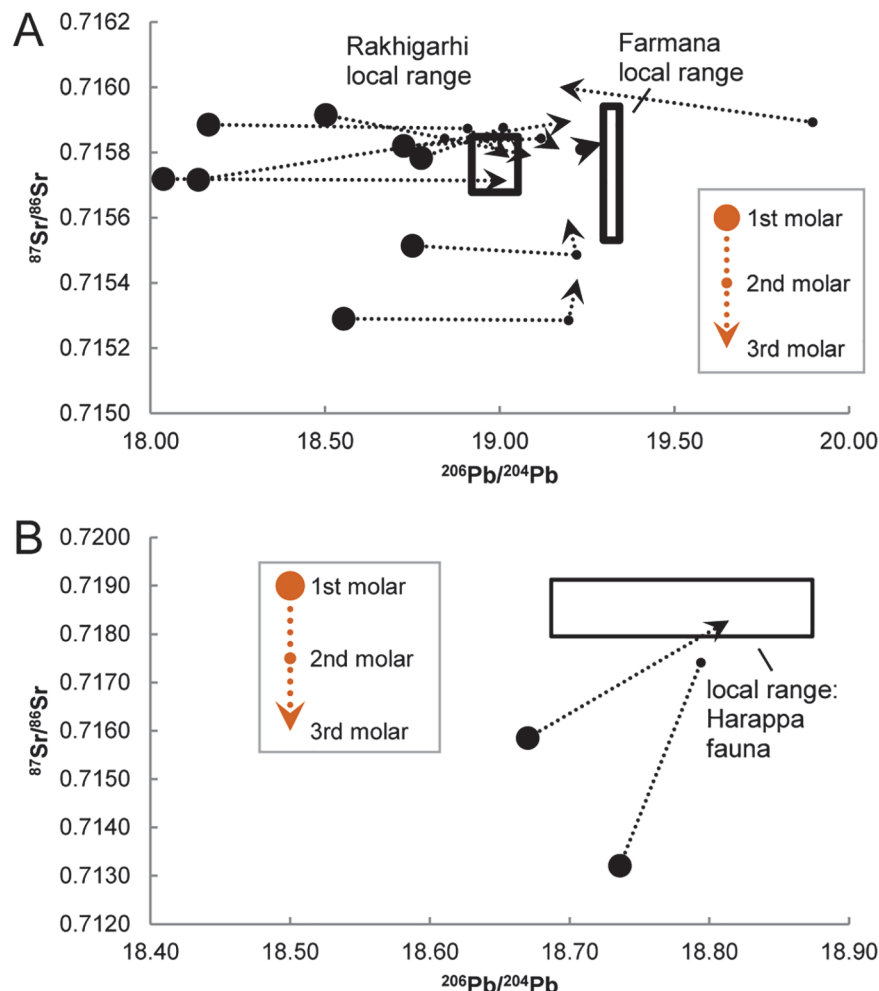 A
0.7162
0.7160
0.7158
0.7156
0.7154
0.7152
0.7150
⁸⁷Sr/⁸⁶Sr
Rakhigarhi
local range
Farmana
local range
1st molar
2nd molar
3rd molar
18.00
18.50
19.00
19.50
20.00
²⁰⁶Pb/²⁰⁴Pb
B
0.7200
0.7190
0.7180
0.7170
0.7160
0.7150
0.7140
0.7130
0.7120
⁸⁷Sr/⁸⁶Sr
1st molar
2nd molar
3rd molar
local range:
Harappa
fauna
18.40
18.50
18.60
18.70
18.80
18.90
²⁰⁶Pb/²⁰⁴Pb